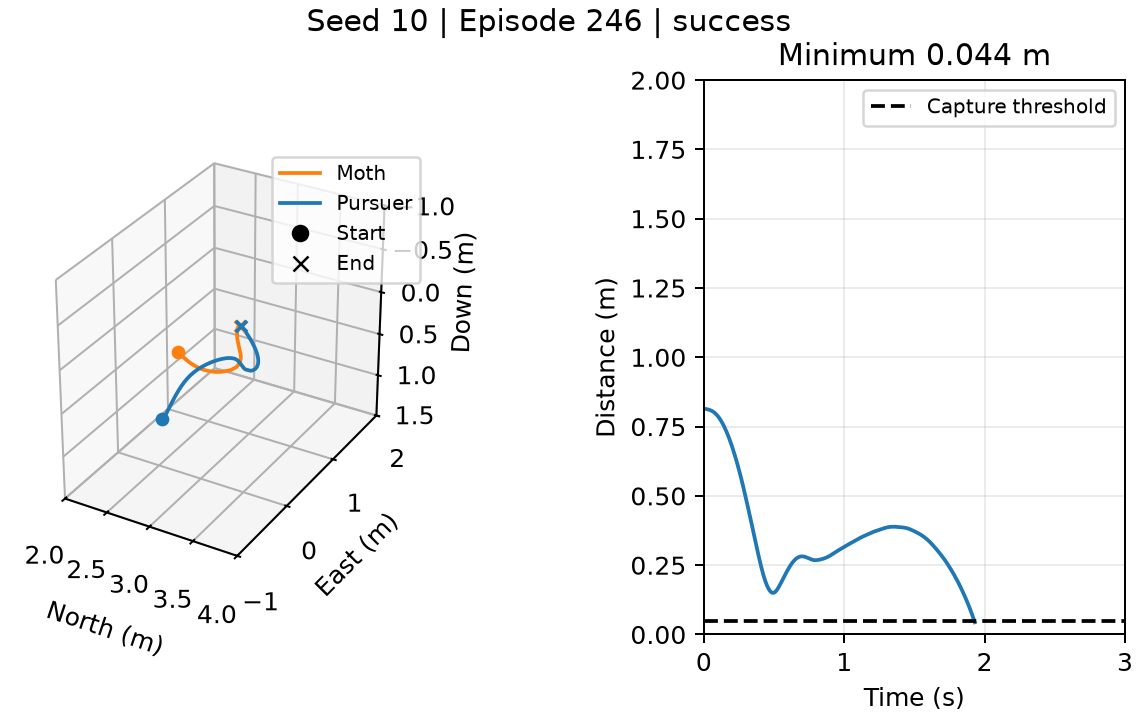 Seed 10 | Episode 246 | success
Moth
Pursuer
Start
End
−1.0
−0.5
0.0
0.5
1.0
1.5
Down (m)
2
1
0
−1
East (m)
2.0
2.5
3.0
3.5
4.0
North (m)
Minimum 0.044 m
Capture threshold
2.00
1.75
1.50
1.25
1.00
0.75
0.50
0.25
0.00
Distance (m)
0
1
2
3
Time (s)